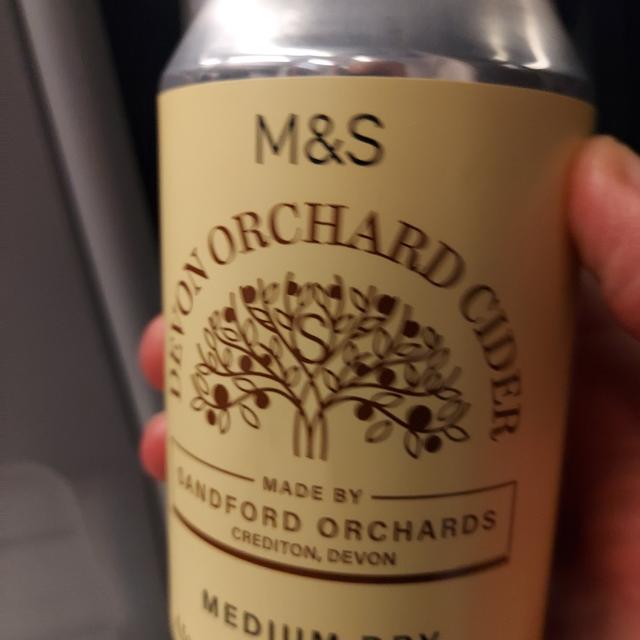 M&S
DEVON ORCHARD CIDER
S
MADE BY
SANDFORD ORCHARDS
CREDITON, DEVON
MEDIUM DRY